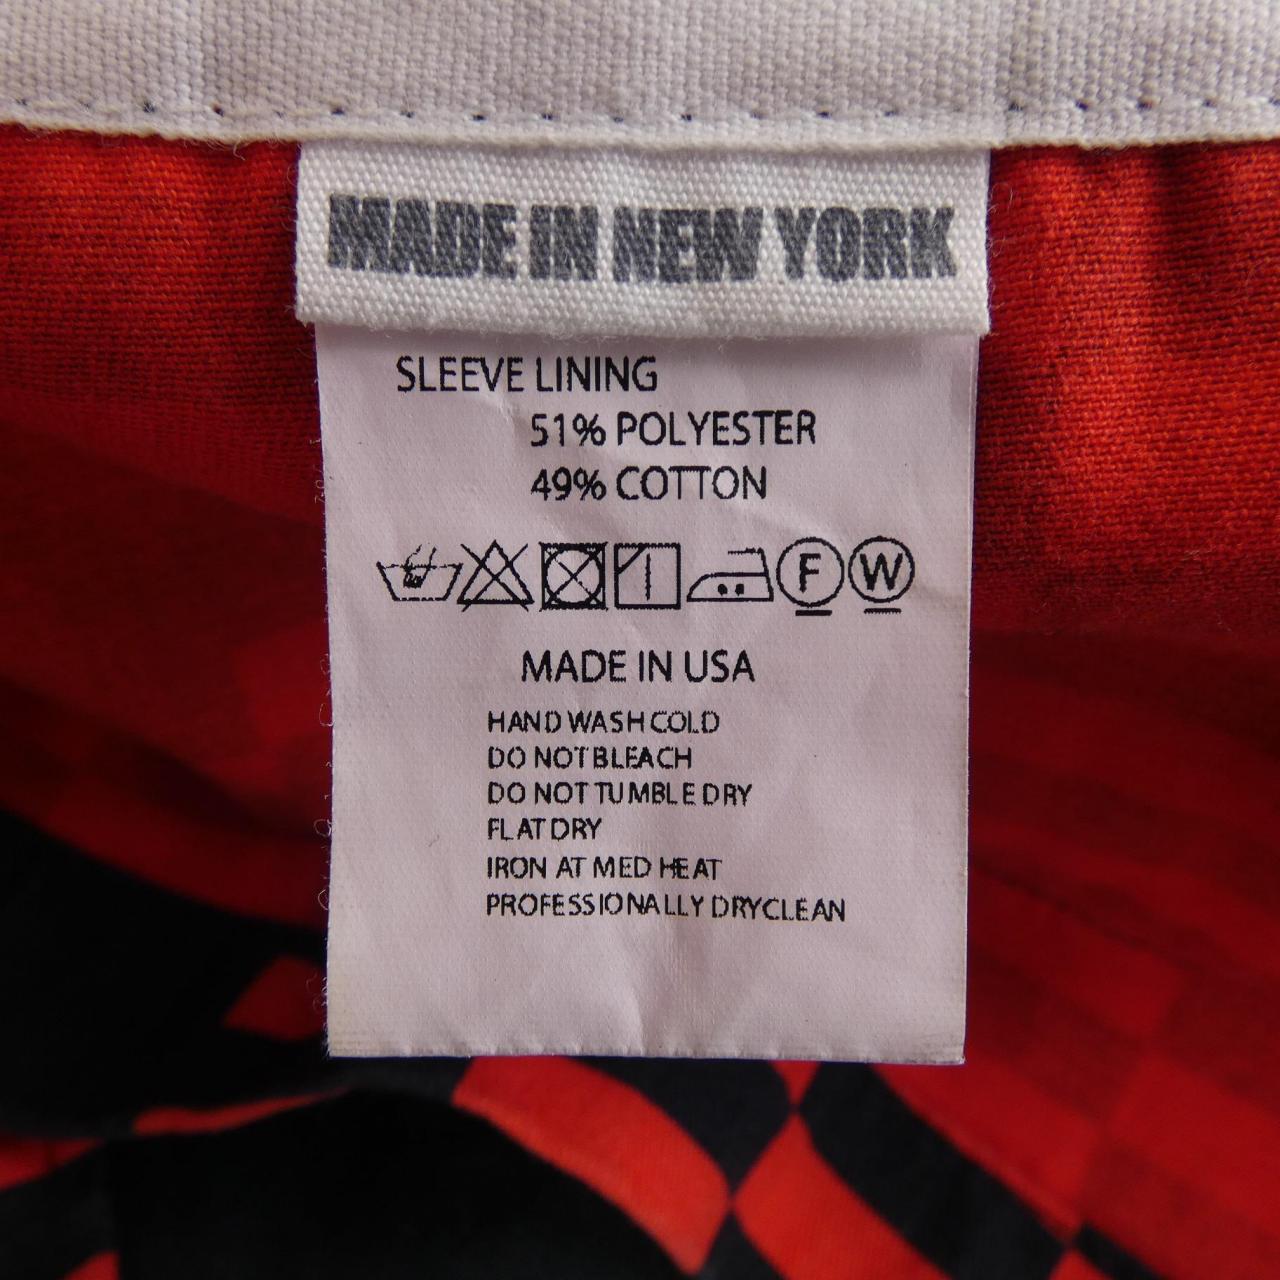 MADE IN NEW YORK
SLEEVE LINING
51% POLYESTER
49% COTTON
F W
MADE IN USA
HAND WASH COLD
DO NOT BLEACH
DO NOT TUMBLE DRY
FLAT DRY
IRON AT MED HEAT
PROFESSIONALLY DRYCLEAN